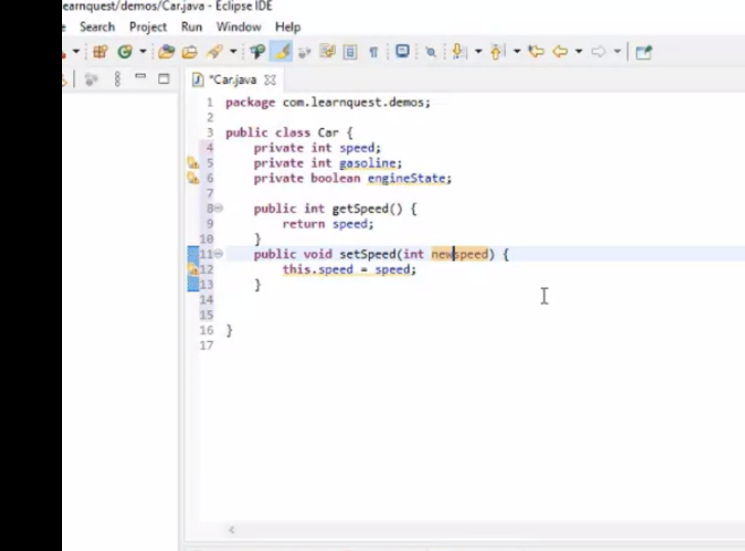 earnquest/demos/Car.java - Eclipse IDE
e Search Project Run Window Help
*Car.java
1 package com.learnquest.demos;
2
3 public class Car {
4 private int speed;
5 private int gasoline;
6 private boolean engineState;
7
8 public int getSpeed() {
9 return speed;
10 }
11 public void setSpeed(int newspeed) {
12 this.speed = speed;
13 }
14
15
16 }
17